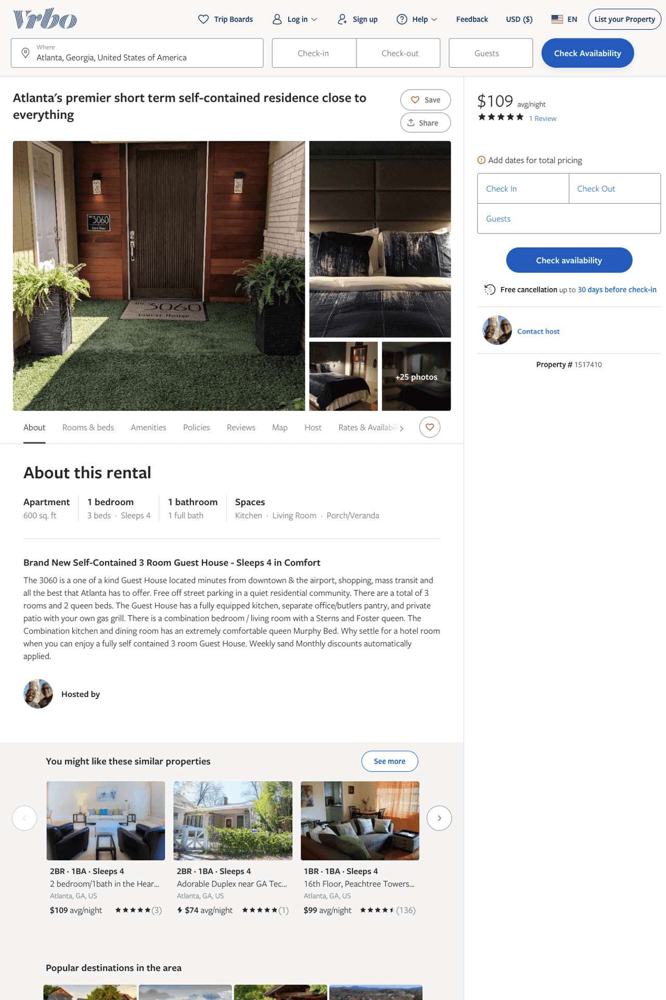 Vrbo
Trip Boards
Log in
Sign up
Help
Feedback
USD ($)
EN
List your Property
Where
Atlanta, Georgia, United States of America
Check-in
Check-out
Guests
Check Availability
Atlanta's premier short term self-contained residence close to
everything
Save
Share
3060
Guest House
THE 3060
Guest House
+25 photos
$109 avg/night
1 Review
Add dates for total pricing
Check In
Check Out
Guests
Check availability
Free cancellation up to 30 days before check-in
Contact host
Property # 1517410
About
Rooms & beds
Amenities
Policies
Reviews
Map
Host
Rates & Availabili
About this rental
Apartment
600 sq. ft
1 bedroom
3 beds · Sleeps 4
1 bathroom
1 full bath
Spaces
Kitchen · Living Room · Porch/Veranda
Brand New Self-Contained 3 Room Guest House - Sleeps 4 in Comfort
The 3060 is a one of a kind Guest House located minutes from downtown & the airport, shopping, mass transit and
all the best that Atlanta has to offer. Free off street parking in a quiet residential community. There are a total of 3
rooms and 2 queen beds. The Guest House has a fully equipped kitchen, separate office/butlers pantry, and private
patio with your own gas grill. There is a combination bedroom / living room with a Sterns and Foster queen. The
Combination kitchen and dining room has an extremely comfortable queen Murphy Bed. Why settle for a hotel room
when you can enjoy a fully self contained 3 room Guest House. Weekly sand Monthly discounts automatically
applied.
Hosted by
You might like these similar properties
See more
2BR · 1BA · Sleeps 4
2 bedroom/1bath in the Hear...
Atlanta, GA, US
$109 avg/night
(3)
2BR · 1BA · Sleeps 4
Adorable Duplex near GA Tec...
Atlanta, GA, US
$74 avg/night
(1)
1BR · 1BA · Sleeps 4
16th Floor, Peachtree Towers...
Atlanta, GA, US
$99 avg/night
(136)
Popular destinations in the area